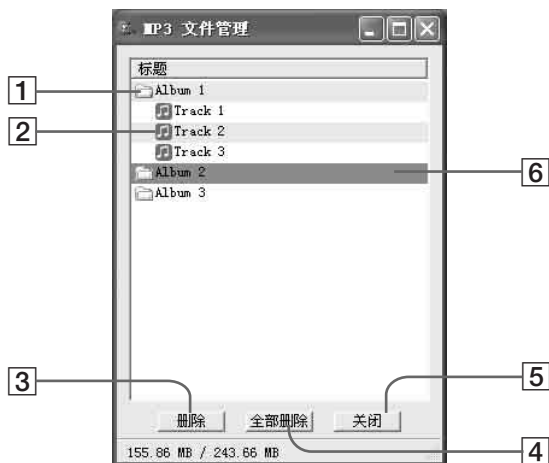 MP3 文件管理
标题
1 Album 1
Track 1
2 Track 2
Track 3
Album 2 6
Album 3
3 5
删除 全部删除 关闭
155.86 MB / 243.66 MB 4